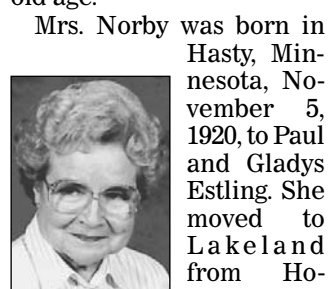 old age.
Mrs. Norby was born in
Hasty, Min-
nesota, No-
vember 5,
1920, to Paul
and Gladys
Estling. She
moved to
Lakeland
from Ho-